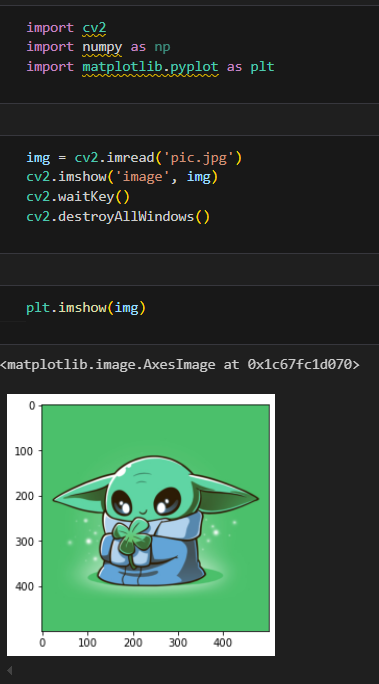 import cv2
import numpy as np
import matplotlib.pyplot as plt
img = cv2.imread('pic.jpg')
cv2.imshow('image', img)
cv2.waitKey()
cv2.destroyAllWindows()
plt.imshow(img)
<matplotlib.image.AxesImage at 0x1c67fc1d070>
0
100
200
300
400
0 100 200 300 400